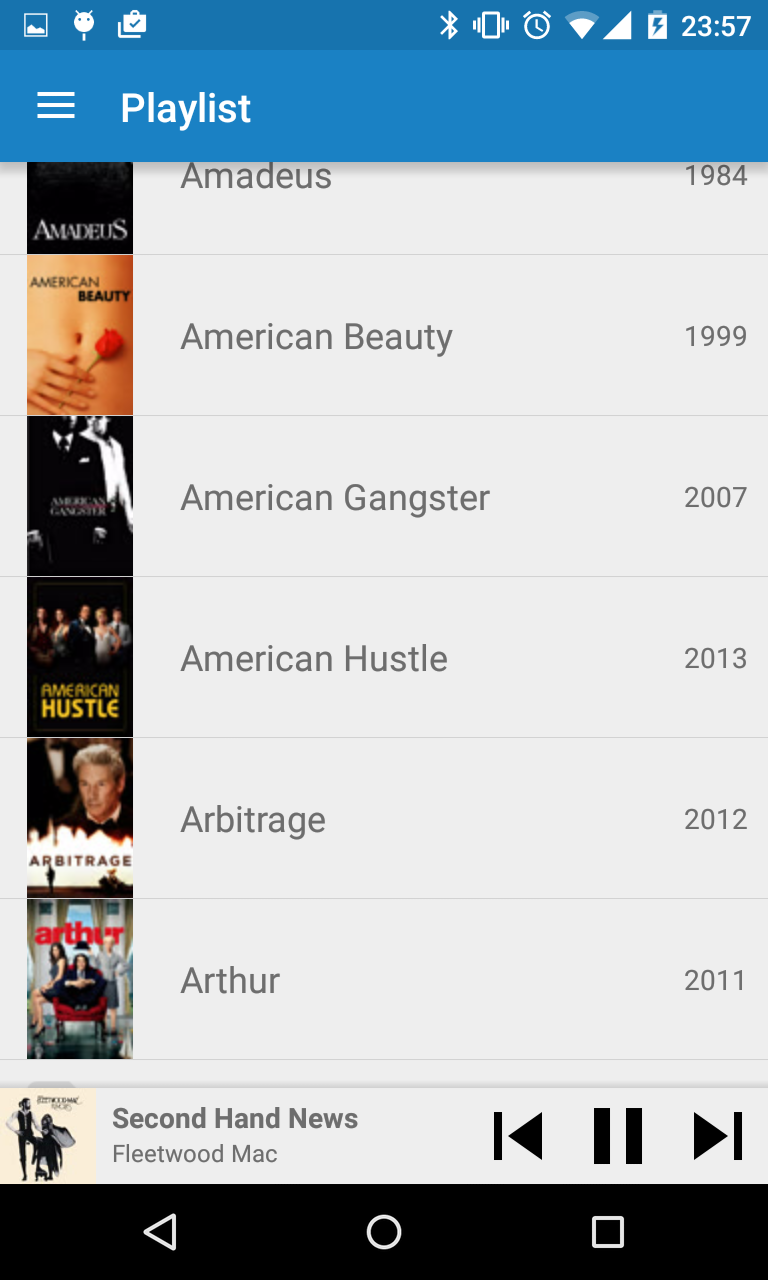 23:57
Playlist
Amadeus 1984
AMADEUS
AMERICAN
BEAUTY
American Beauty 1999
AMERICAN
GANGSTER
American Gangster 2007
AMERICAN
HUSTLE
American Hustle 2013
ARBITRAGE
Arbitrage 2012
arthur
Arthur 2011
FLEETWOOD MAC
RUMOURS
Second Hand News
Fleetwood Mac